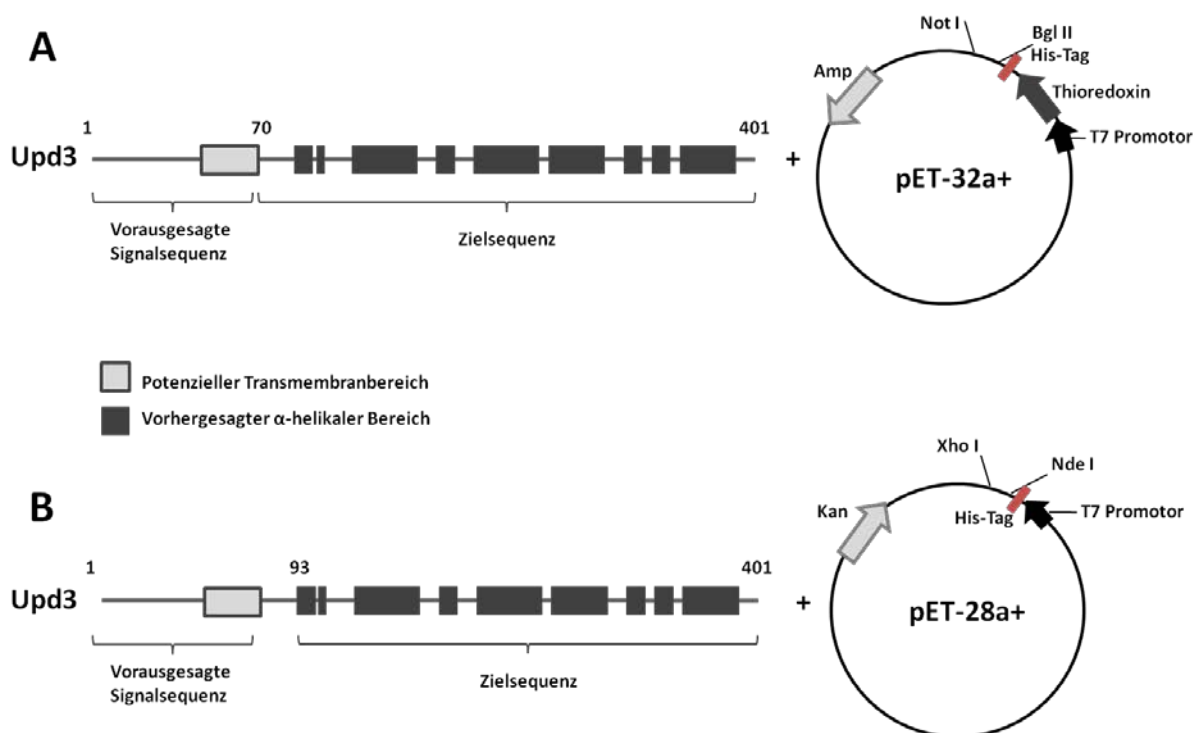 A
Not I
Bgl II
His-Tag
Amp
Thioredoxin
T7 Promotor
1
70
401
Upd3
+
pET-32a+
Vorausgesagte
Signalsequenz
Zielsequenz
Potenzieller Transmembranbereich
Vorhergesagter α-helikaler Bereich
B
Xho I
Nde I
Kan
His-Tag
T7 Promotor
1
93
401
Upd3
+
pET-28a+
Vorausgesagte
Signalsequenz
Zielsequenz